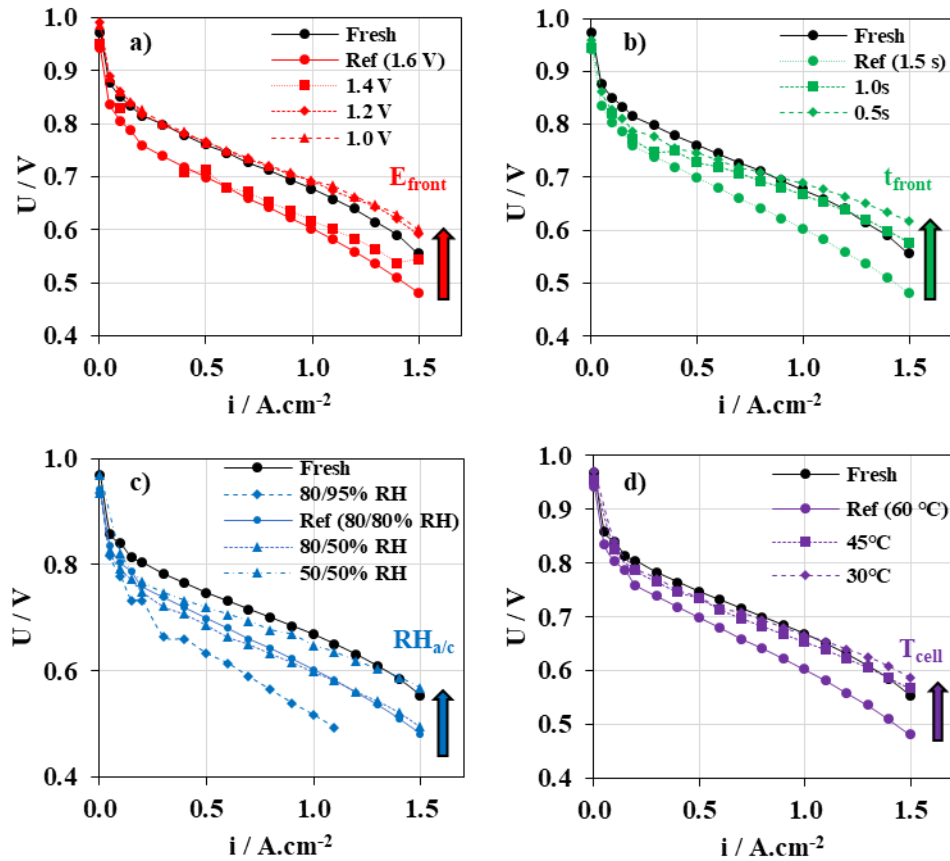 a)
Fresh
Ref (1.6 V)
1.4 V
1.2 V
1.0 V
E_front
U / V
1.0
0.9
0.8
0.7
0.6
0.5
0.4
0.0 0.5 1.0 1.5
i / A.cm-2
b)
Fresh
Ref (1.5 s)
1.0s
0.5s
t_front
U / V
1.0
0.9
0.8
0.7
0.6
0.5
0.4
0.0 0.5 1.0 1.5
i / A.cm-2
c)
Fresh
80/95% RH
Ref (80/80% RH)
80/50% RH
50/50% RH
RH_a/c
U / V
1.0
0.8
0.6
0.4
0.0 0.5 1.0 1.5
i / A.cm-2
d)
Fresh
Ref (60 °C)
45°C
30°C
T_cell
U / V
1.0
0.9
0.8
0.7
0.6
0.5
0.4
0.0 0.5 1.0 1.5
i / A.cm-2